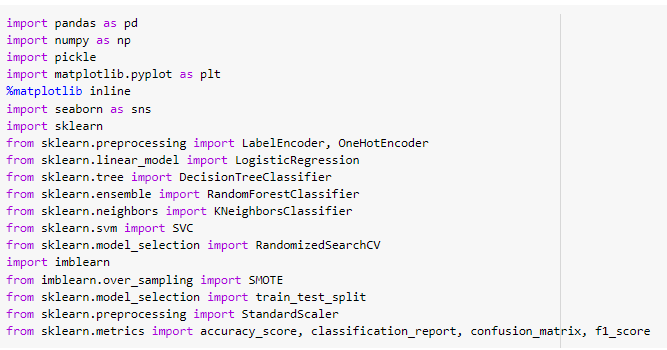 import pandas as pd
import numpy as np
import pickle
import matplotlib.pyplot as plt
%matplotlib inline
import seaborn as sns
import sklearn
from sklearn.preprocessing import LabelEncoder, OneHotEncoder
from sklearn.linear_model import LogisticRegression
from sklearn.tree import DecisionTreeClassifier
from sklearn.ensemble import RandomForestClassifier
from sklearn.neighbors import KNeighborsClassifier
from sklearn.svm import SVC
from sklearn.model_selection import RandomizedSearchCV
import imblearn
from imblearn.over_sampling import SMOTE
from sklearn.model_selection import train_test_split
from sklearn.preprocessing import StandardScaler
from sklearn.metrics import accuracy_score, classification_report, confusion_matrix, f1_score